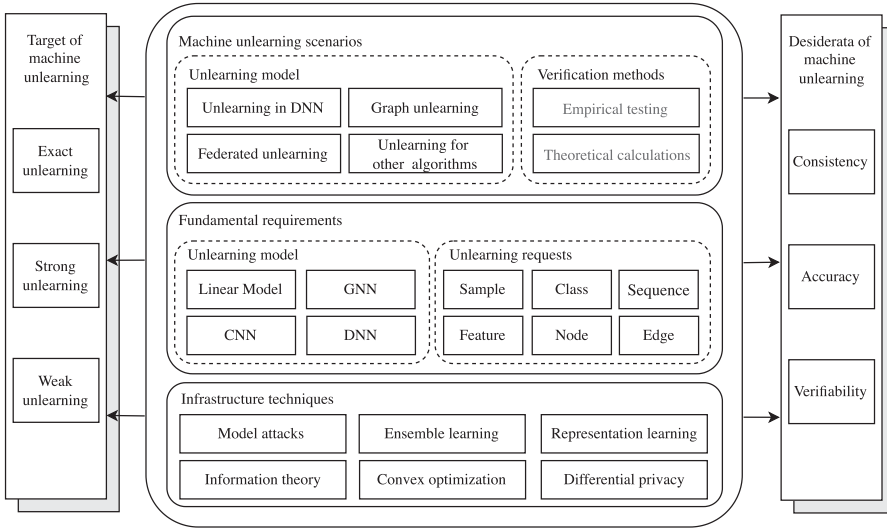 Target of
machine
unlearning
Exact
unlearning
Strong
unlearning
Weak
unlearning
Machine unlearning scenarios
Unlearning model
Unlearning in DNN
Graph unlearning
Federated unlearning
Unlearning for
other algorithms
Verification methods
Empirical testing
Theoretical calculations
Fundamental requirements
Unlearning model
Linear Model
GNN
CNN
DNN
Unlearning requests
Sample
Class
Sequence
Feature
Node
Edge
Infrastructure techniques
Model attacks
Ensemble learning
Representation learning
Information theory
Convex optimization
Differential privacy
Desiderata of
machine
unlearning
Consistency
Accuracy
Verifiability